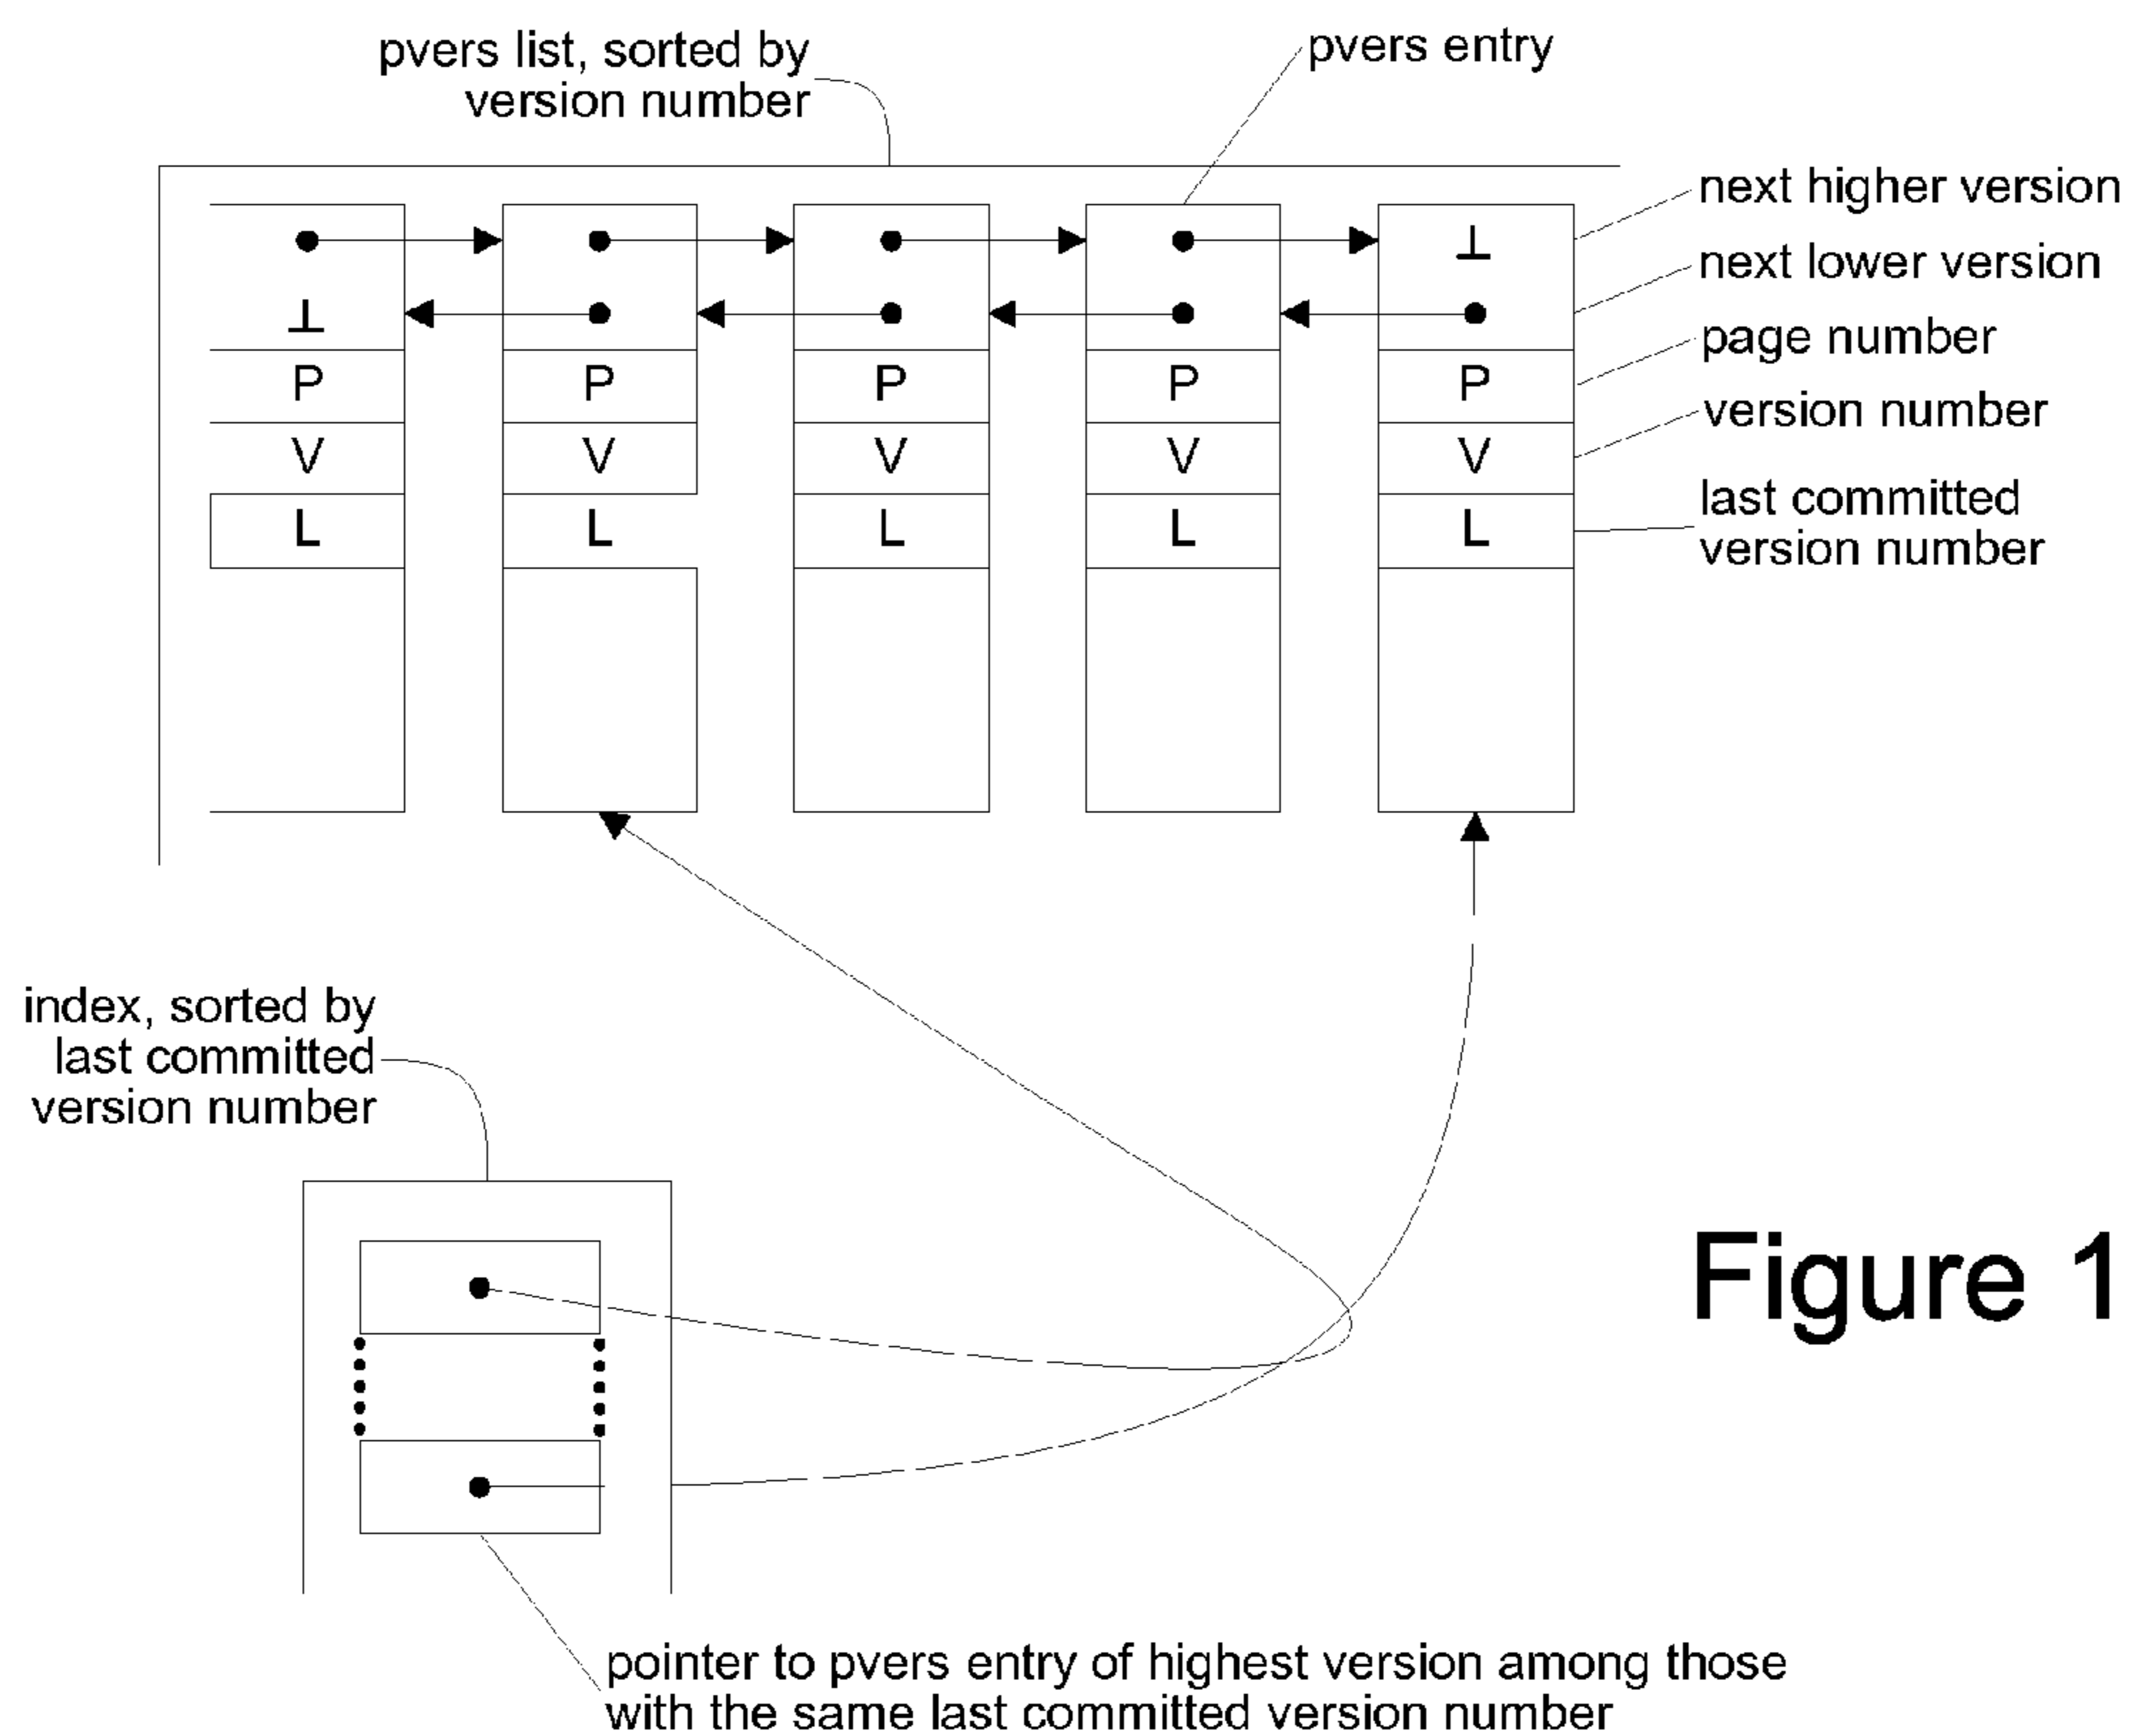 pvers list, sorted by
version number
pvers entry
next higher version
next lower version
page number
version number
last committed
version number
⊥
⊥
P P P P P
V V V V V
L L L L L
index, sorted by
last committed
version number
Figure 1
pointer to pvers entry of highest version among those
with the same last committed version number